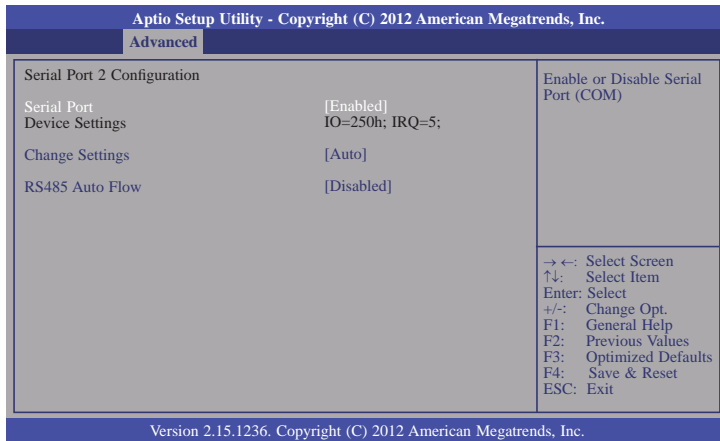 Aptio Setup Utility - Copyright (C) 2012 American Megatrends, Inc.
Advanced
Serial Port 2 Configuration
Serial Port [Enabled]
Device Settings IO=250h; IRQ=5;
Change Settings [Auto]
RS485 Auto Flow [Disabled]
Enable or Disable Serial
Port (COM)
→ ←: Select Screen
↑↓: Select Item
Enter: Select
+/-: Change Opt.
F1: General Help
F2: Previous Values
F3: Optimized Defaults
F4: Save & Reset
ESC: Exit
Version 2.15.1236. Copyright (C) 2012 American Megatrends, Inc.